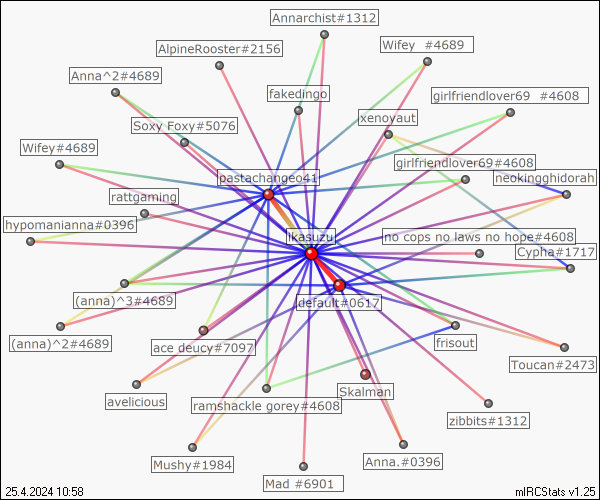 Annarchist#1312
AlpineRooster#2156
Wifey #4689
Anna^2#4689
fakedingo
girlfriendlover69 #4608
xenovaut
Soxy Foxy#5076
Wifey#4689
girlfriendlover69#4608
pastachangeo41
neokingghidorah
rattgaming
hypomanianna#0396
ikasuzu
no cops no laws no hope#4608
Cypha#1717
(anna)^3#4689
[default#0617
(anna)^2#4689
ace deucy#7097
frisout
Toucan#2473
Skalman
avelicious
ramshackle gorey#4608
zibbits#1312
Mushy#1984
Anna.#0396
Mad #6901
25.4.2024 10:58
mIRCStats v1.25